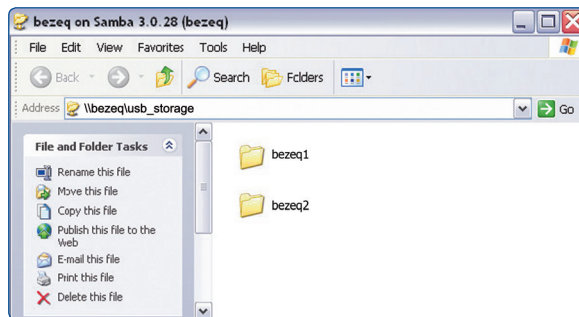 bezeq on Samba 3.0.28 (bezeq)
File Edit View Favorites Tools Help
Back Search Folders
Address \\bezeq\usb_storage Go
File and Folder Tasks
Rename this file
Move this file
Copy this file
Publish this file to the
Web
E-mail this file
Print this file
Delete this file
bezeq1
bezeq2